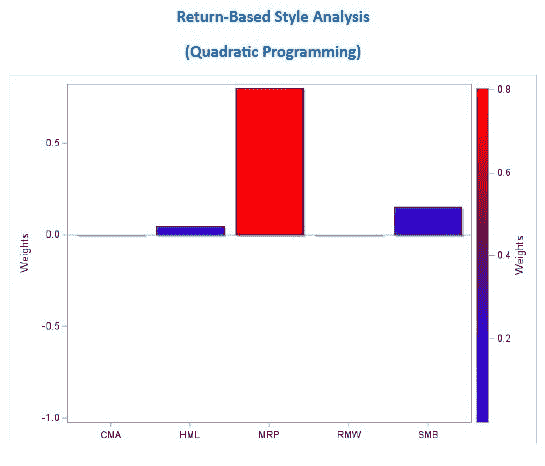 Return-Based Style Analysis
(Quadratic Programming)
0.5
0.0
-0.5
-1.0
Weights
CMA
HML
MRP
RMW
SMB
0.8
0.6
0.4
0.2
Weights